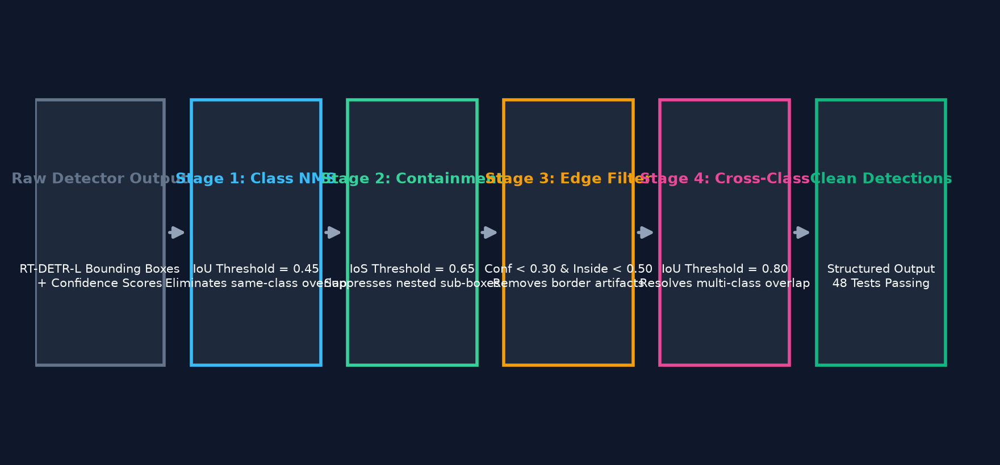 Raw Detector Output
RT-DETR-L Bounding Boxes
+ Confidence Scores
Stage 1: Class NMS
IoU Threshold = 0.45
Eliminates same-class overlap
Stage 2: Containment
IoS Threshold = 0.65
Suppresses nested sub-boxes
Stage 3: Edge Filter
Conf < 0.30 & Inside < 0.50
Removes border artifacts
Stage 4: Cross-Class
IoU Threshold = 0.80
Resolves multi-class overlap
Clean Detections
Structured Output
48 Tests Passing